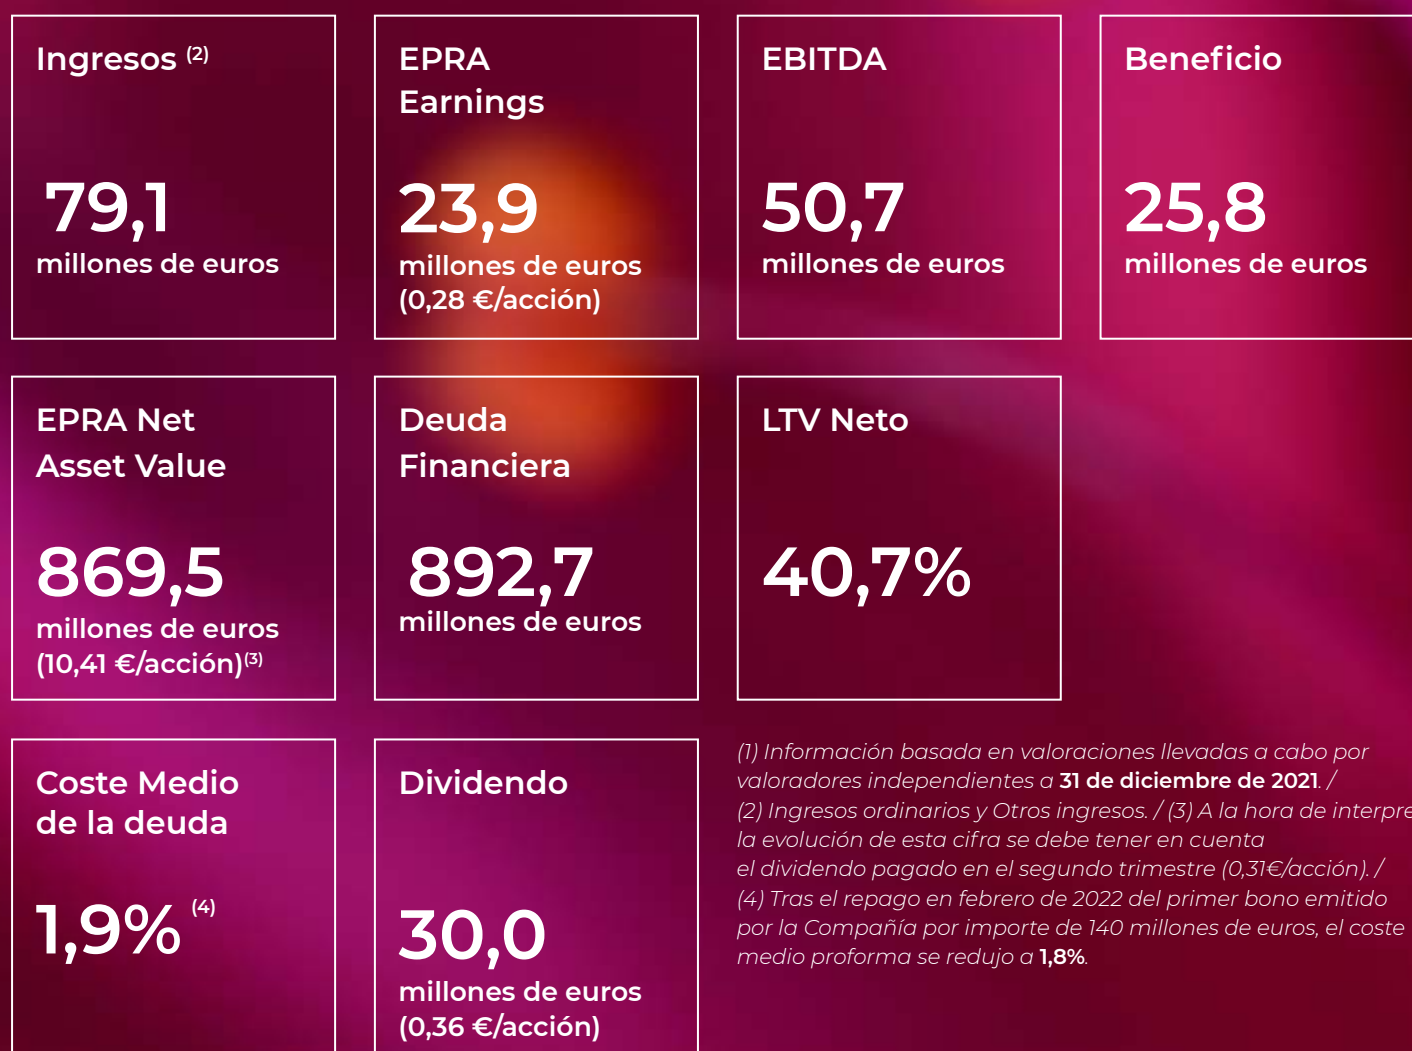 Ingresos (2)
79,1
millones de euros
EPRA
Earnings
23,9
millones de euros
(0,28 €/acción)
EBITDA
50,7
millones de euros
Beneficio
25,8
millones de euros
EPRA Net
Asset Value
869,5
millones de euros
(10,41 €/acción)(3)
Deuda
Financiera
892,7
millones de euros
LTV Neto
40,7%
Coste Medio
de la deuda
1,9% (4)
Dividendo
30,0
millones de euros
(0,36 €/acción)
(1) Información basada en valoraciones llevadas a cabo por
valoradores independientes a 31 de diciembre de 2021. /
(2) Ingresos ordinarios y Otros ingresos. / (3) A la hora de
la evolución de esta cifra se debe tener en cuenta
el dividendo pagado en el segundo trimestre (0,31€/acción). /
(4) Tras el repago en febrero de 2022 del primer bono emitido
por la Compañía por importe de 140 millones de euros, el coste
medio proforma se redujo a 1,8%.